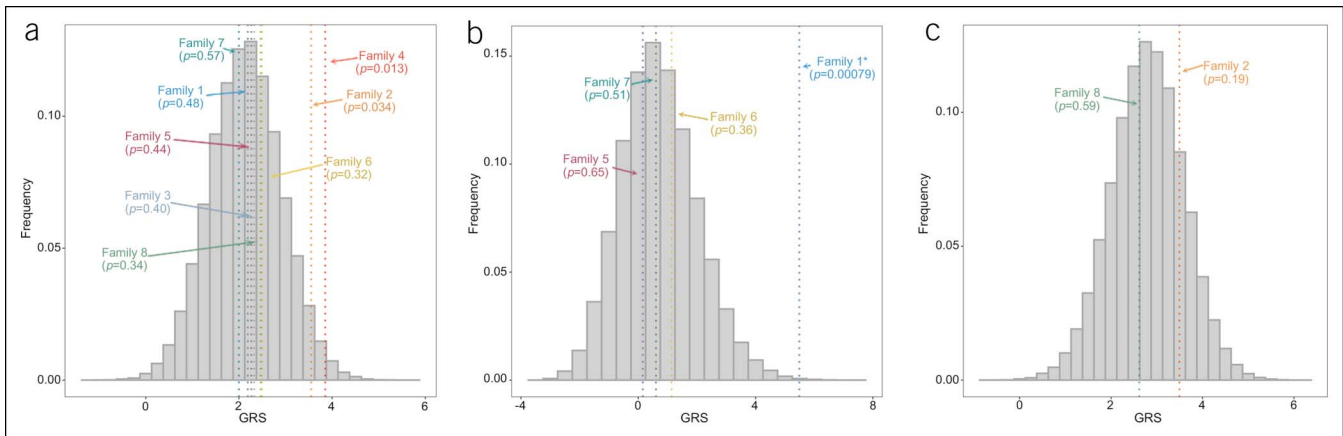 a
Family 7
(p=0.57)
Family 4
(p=0.013)
Family 1
(p=0.48)
Family 2
(p=0.034)
Family 5
(p=0.44)
Family 6
(p=0.32)
Family 3
(p=0.40)
Family 8
(p=0.34)
Frequency
0.10
0.05
0.00
0
2
4
6
GRS
b
Family 1*
(p=0.00079)
Family 7
(p=0.51)
Family 6
(p=0.36)
Family 5
(p=0.65)
Frequency
0.15
0.10
0.05
0.00
-4
0
4
8
GRS
c
Family 2
(p=0.19)
Family 8
(p=0.59)
Frequency
0.10
0.05
0.00
0
2
4
6
GRS